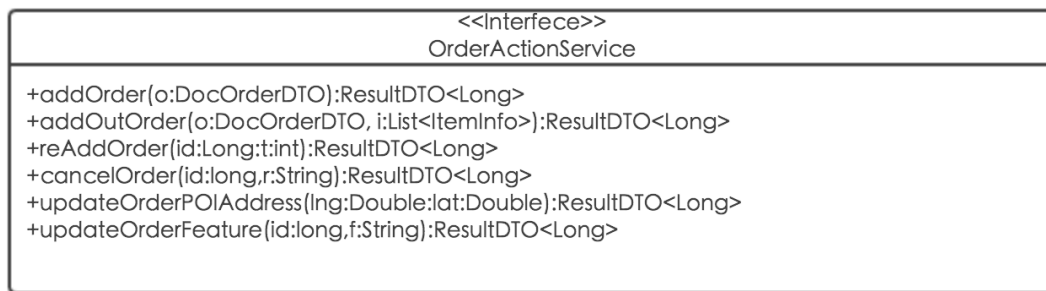 <<Interfece>>
OrderActionService
+addOrder(o:DocOrderDTO):ResultDTO<Long>
+addOutOrder(o:DocOrderDTO, i:List<ItemInfo>):ResultDTO<Long>
+reAddOrder(id:Long:t:int):ResultDTO<Long>
+cancelOrder(id:long,r:String):ResultDTO<Long>
+updateOrderPOIAddress(lng:Double:lat:Double):ResultDTO<Long>
+updateOrderFeature(id:long,f:String):ResultDTO<Long>